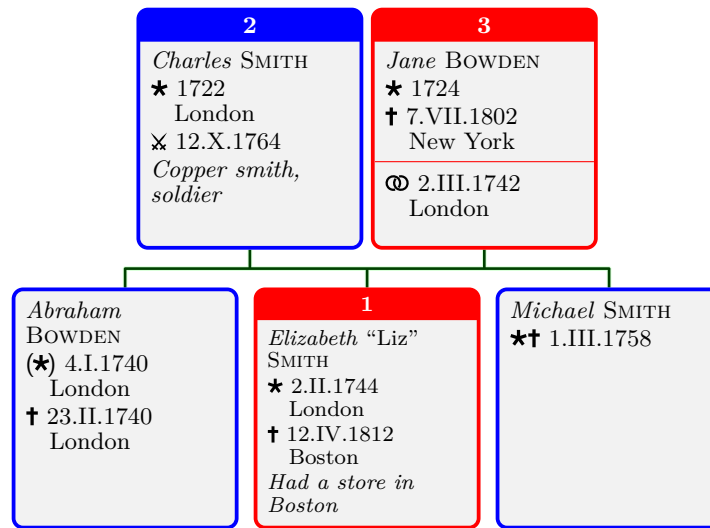 2
Charles SMITH
* 1722
London
⚔ 12.X.1764
Copper smith,
soldier
3
Jane BOWDEN
* 1724
† 7.VII.1802
New York
⚭ 2.III.1742
London
Abraham
BOWDEN
(*) 4.I.1740
London
† 23.II.1740
London
1
Elizabeth “Liz”
SMITH
* 2.II.1744
London
† 12.IV.1812
Boston
Had a store in
Boston
Michael SMITH
*† 1.III.1758